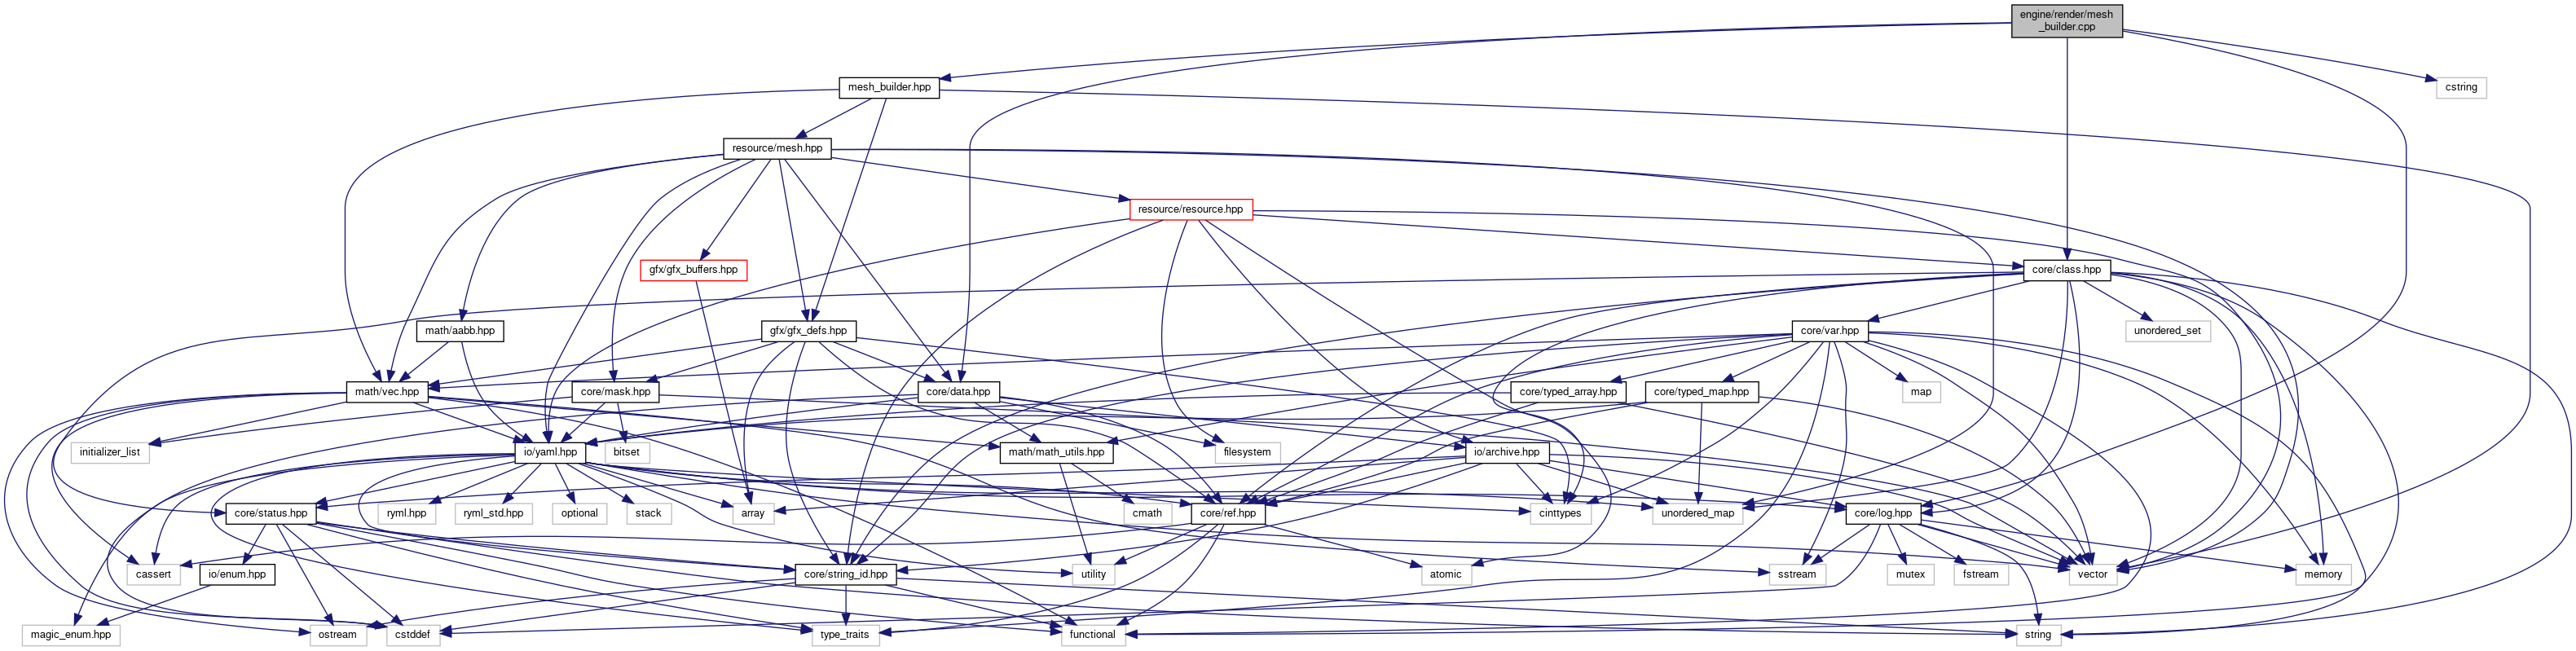 engine/render/mesh
_builder.cpp
mesh_builder.hpp
cstring
resource/mesh.hpp
resource/resource.hpp
gfx/gfx_buffers.hpp
core/class.hpp
math/aabb.hpp
gfx/gfx_defs.hpp
core/var.hpp
unordered_set
math/vec.hpp
core/mask.hpp
core/data.hpp
core/typed_array.hpp
core/typed_map.hpp
map
initializer_list
io/yaml.hpp
bitset
math/math_utils.hpp
filesystem
io/archive.hpp
core/status.hpp
ryml.hpp
ryml_std.hpp
optional
stack
array
cmath
core/ref.hpp
cinttypes
unordered_map
core/log.hpp
cassert
io/enum.hpp
core/string_id.hpp
utility
atomic
sstream
mutex
fstream
vector
memory
magic_enum.hpp
ostream
cstddef
type_traits
functional
string